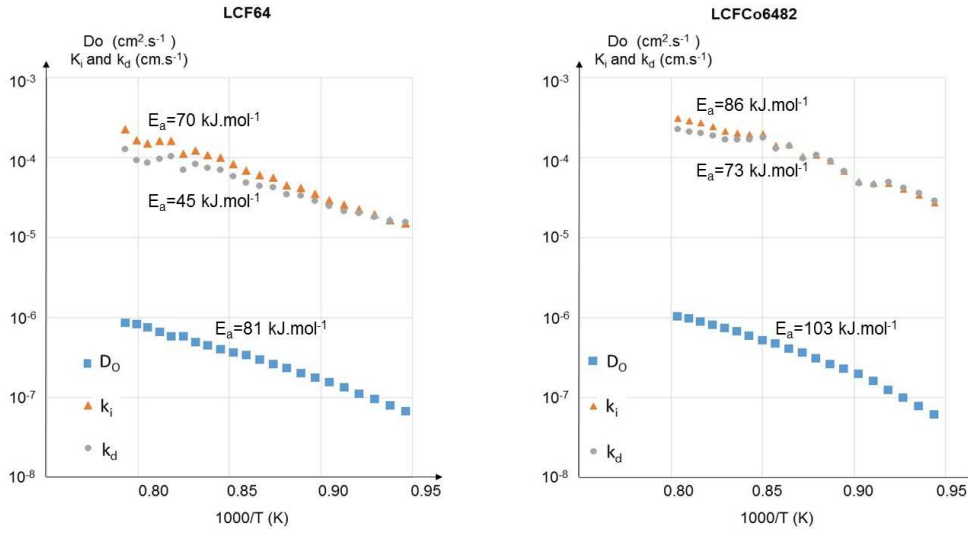 LCF64
Do (cm².s⁻¹ )
Kᵢ and k_d (cm.s⁻¹)
10⁻³
Eₐ=70 kJ.mol⁻¹
10⁻⁴
Eₐ=45 kJ.mol⁻¹
10⁻⁵
10⁻⁶
Eₐ=81 kJ.mol⁻¹
D_O
10⁻⁷
kᵢ
k_d
10⁻⁸
0.80 0.85 0.90 0.95
1000/T (K)
LCFCo6482
Do (cm².s⁻¹ )
Kᵢ and k_d (cm.s⁻¹)
10⁻³
Eₐ=86 kJ.mol⁻¹
10⁻⁴
Eₐ=73 kJ.mol⁻¹
10⁻⁵
10⁻⁶
Eₐ=103 kJ.mol⁻¹
D_O
10⁻⁷
kᵢ
k_d
10⁻⁸
0.80 0.85 0.90 0.95
1000/T (K)